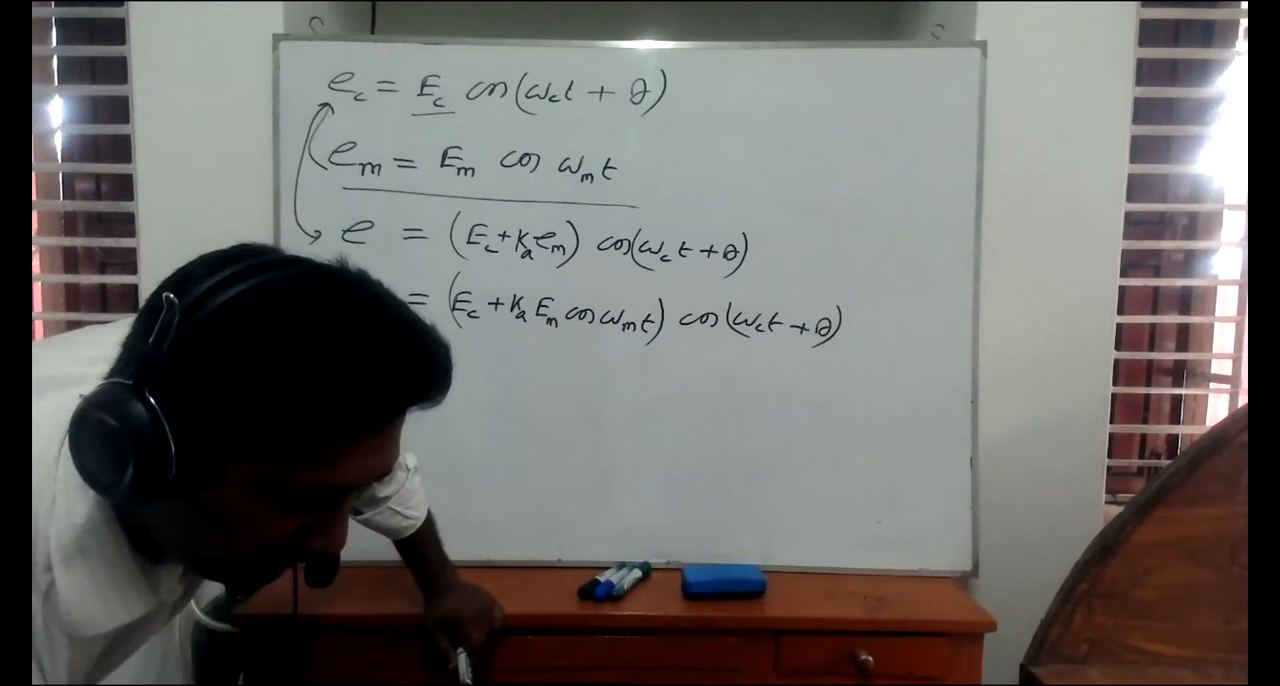 e_c = E_c cos(ω_c t + θ)
e_m = E_m cos ω_m t
e = (E_c + K_a e_m) cos(ω_c t + θ)
= (E_c + K_a E_m cos ω_m t) cos(ω_c t + θ)